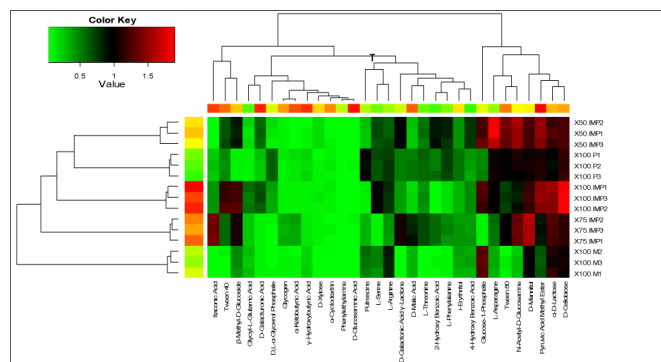 Color Key
0.5 1 1.5
Value
X50.IMP2
X50.IMP1
X50.IMP3
X100.P1
X100.P2
X100.P3
X100.IMP1
X100.IMP3
X100.IMP2
X75.IMP2
X75.IMP3
X75.IMP1
X100.M2
X100.M3
X100.M1
Itaconic Acid
Tween 40
β-Methyl-D-Glucoside
Glycyl-L-Glutamic Acid
D-Galacturonic Acid
D,L-α-Glycerol Phosphate
Glycogen
α-Ketobutyric Acid
γ-Hydroxybutyric Acid
D-Xylose
α-Cyclodextrin
Phenylethylamine
D-Glucosaminic Acid
Putrescine
L-Serine
L-Arginine
D-Galactonic Acid γ-Lactone
D-Malic Acid
L-Threonine
2-Hydroxy Benzoic Acid
L-Phenylalanine
i-Erythritol
4-Hydroxy Benzoic Acid
Glucose-1-Phosphate
L-Asparagine
Tween 80
N-Acetyl-D-Glucosamine
D-Mannitol
Pyruvic Acid Methyl Ester
α-D-Lactose
D-Cellobiose